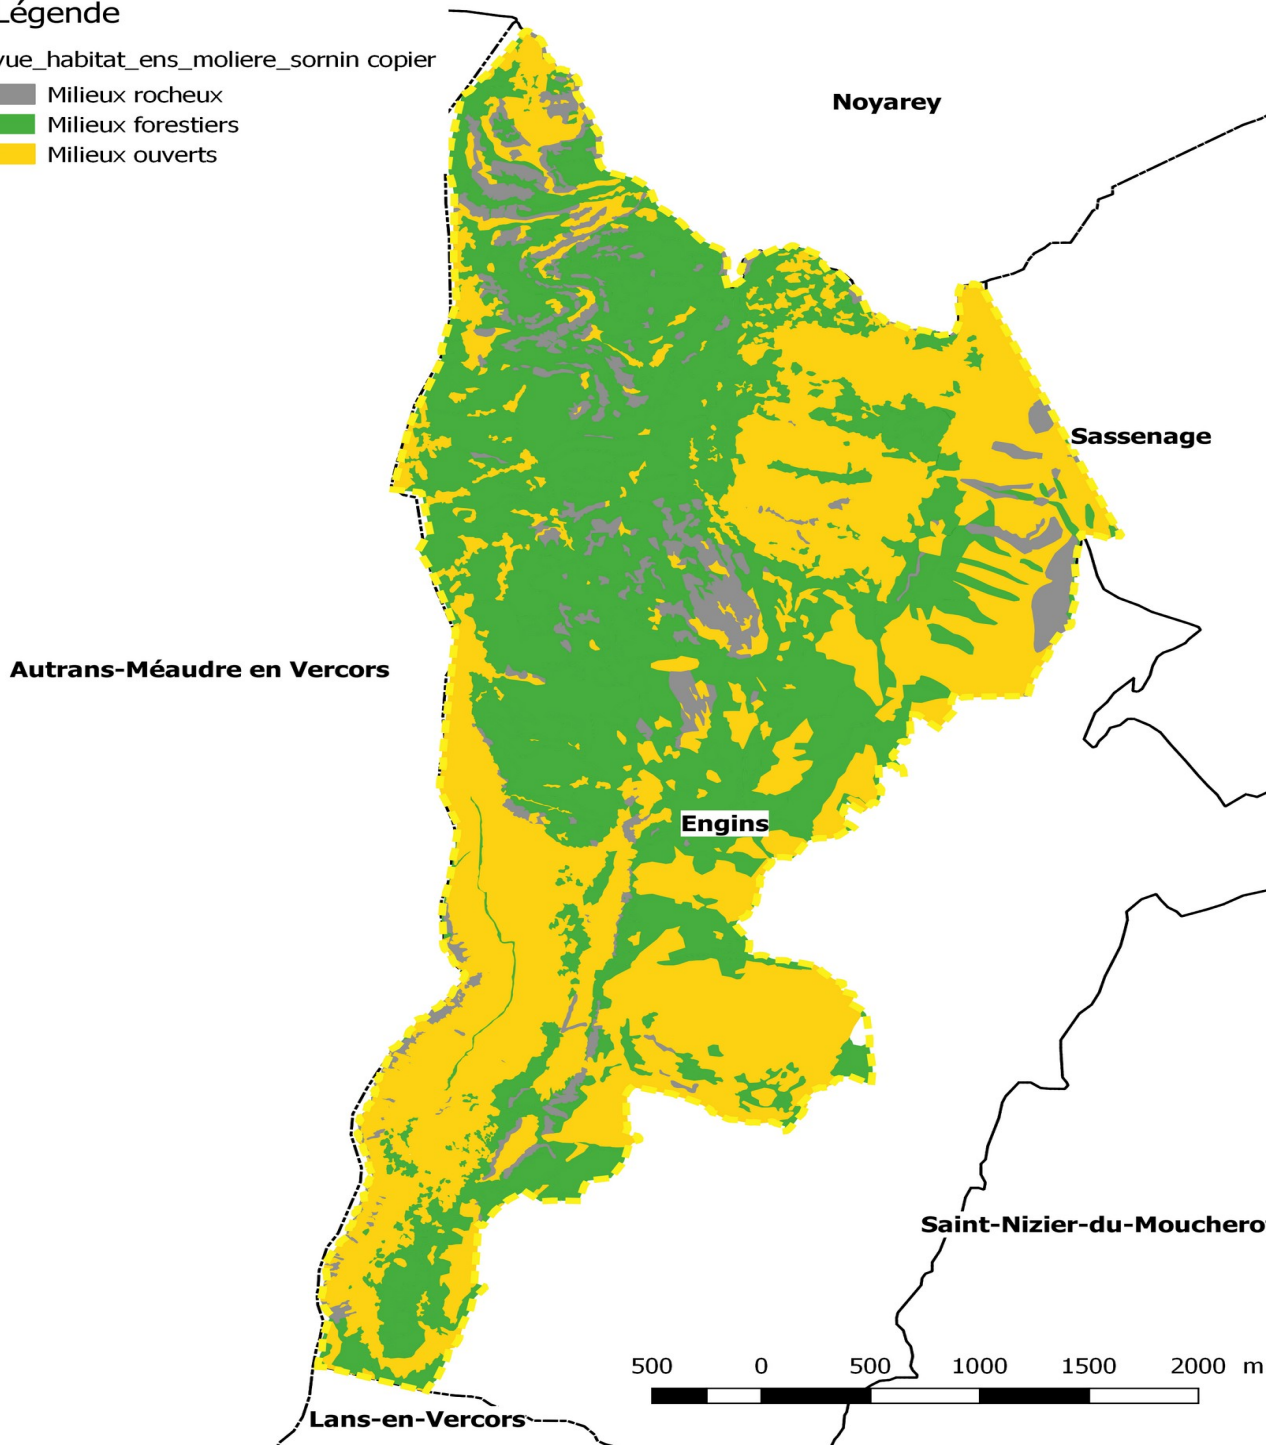 Légende
vue_habitat_ens_moliere_sornin copier
Milieux rocheux
Milieux forestiers
Milieux ouverts
Noyarey
Sassenage
Autrans-Méaudre en Vercors
Engins
Saint-Nizier-du-Mouchero
500 0 500 1000 1500 2000 m
Lans-en-Vercors